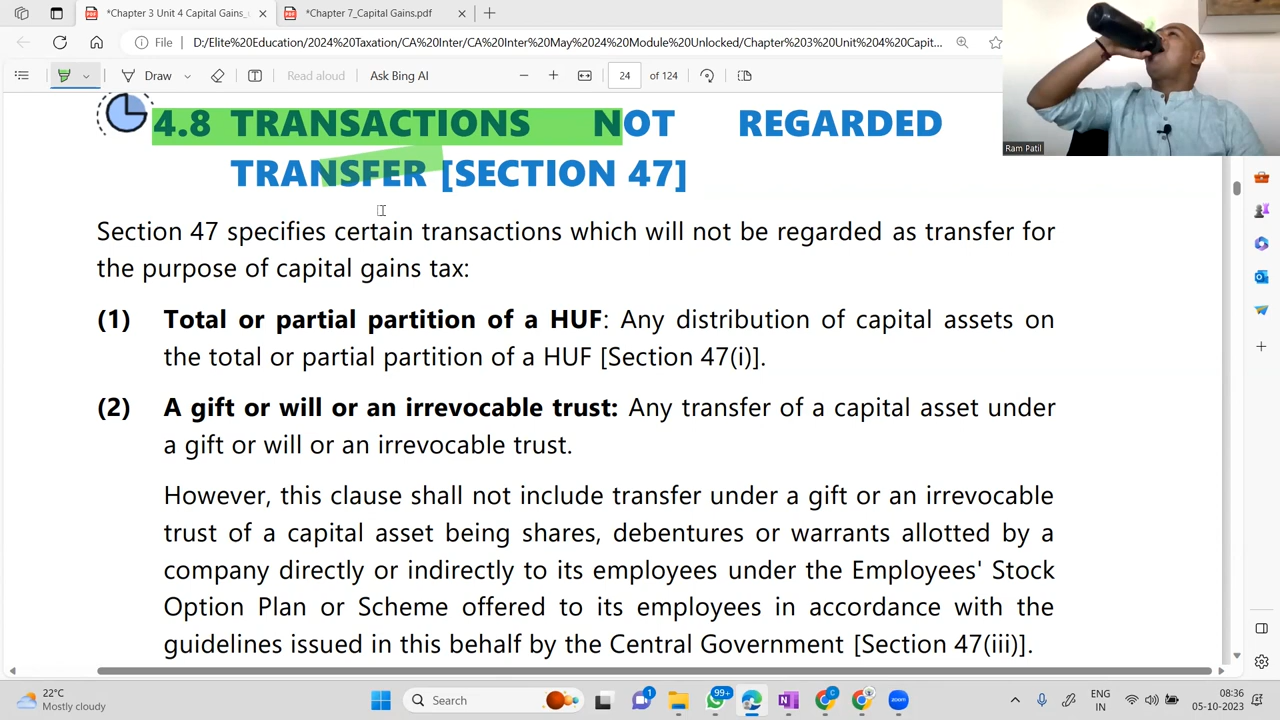 *Chapter 3 Unit 4 Capital Gains_
*Chapter 7_Capital Gains.pdf
File
D:/Elite%20Education/2024%20Taxation/CA%20Inter/CA%20Inter%20May%202024%20Module%20Unlocked/Chapter%203%20Unit%204%20Capit...
Draw
Read aloud
Ask Bing AI
24
of 124
4.8 TRANSACTIONS NOT REGARDED
TRANSFER [SECTION 47]
Section 47 specifies certain transactions which will not be regarded as transfer for
the purpose of capital gains tax:
(1) Total or partial partition of a HUF: Any distribution of capital assets on
the total or partial partition of a HUF [Section 47(i)].
(2) A gift or will or an irrevocable trust: Any transfer of a capital asset under
a gift or will or an irrevocable trust.
However, this clause shall not include transfer under a gift or an irrevocable
trust of a capital asset being shares, debentures or warrants allotted by a
company directly or indirectly to its employees under the Employees' Stock
Option Plan or Scheme offered to its employees in accordance with the
guidelines issued in this behalf by the Central Government [Section 47(iii)].
Ram Patil
22°C
Mostly cloudy
Search
1
99+
zoom
ENG
IN
08:36
05-10-2023